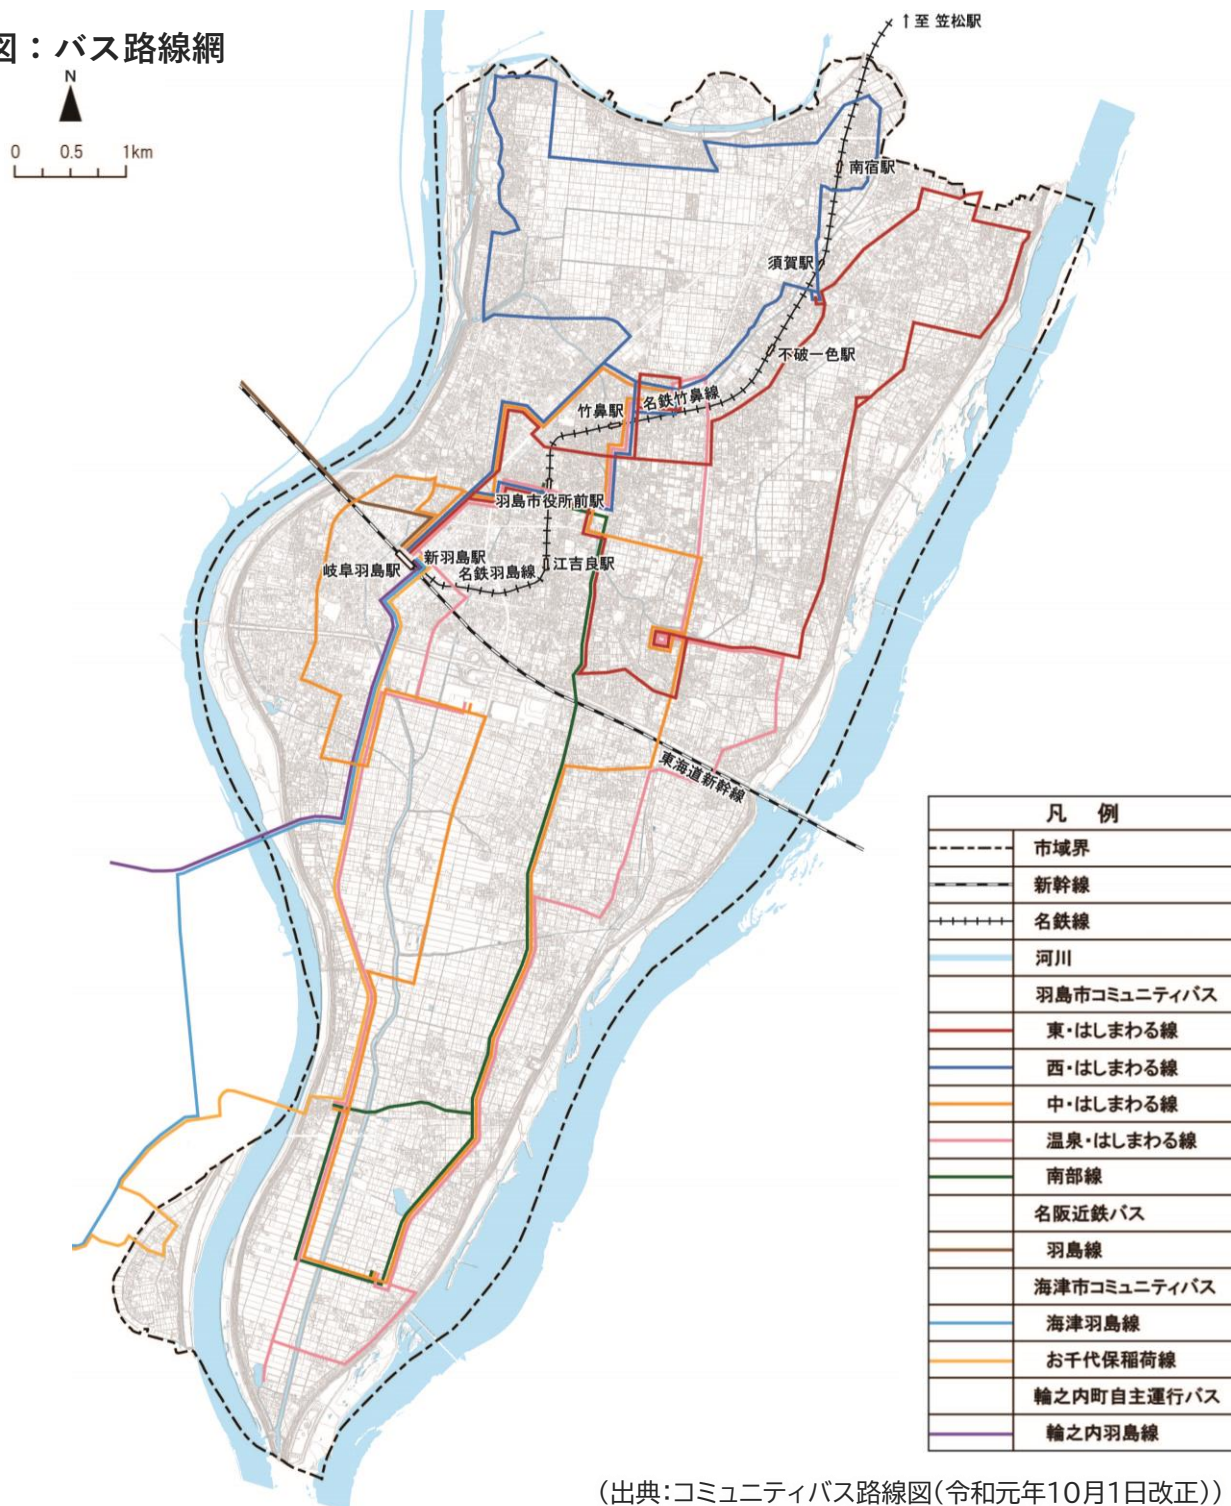 図：バス路線網
↑至 笠松駅
N
0 0.5 1km
南宿駅
須賀駅
不破一色駅
名鉄竹鼻線
竹鼻駅
羽島市役所前駅
新羽島駅
岐阜羽島駅
名鉄羽島線
江吉良駅
東海道新幹線
凡 例
市域界
新幹線
名鉄線
河川
羽島市コミュニティバス
東・はしまわる線
西・はしまわる線
中・はしまわる線
温泉・はしまわる線
南部線
名阪近鉄バス
羽島線
海津市コミュニティバス
海津羽島線
お千代保稲荷線
輪之内町自主運行バス
輪之内羽島線
(出典:コミュニティバス路線図(令和元年10月1日改正))